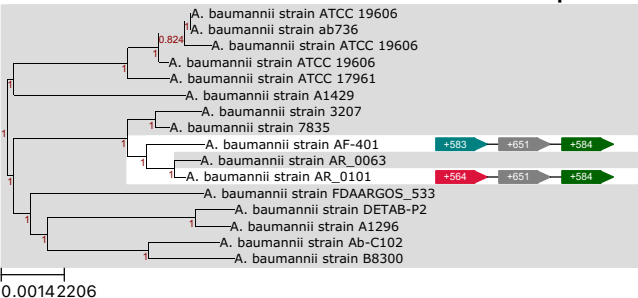 A. baumannii strain ATCC 19606
A. baumannii strain ab736
1
0.824
A. baumannii strain ATCC 19606
A. baumannii strain ATCC 19606
1
A. baumannii strain ATCC 17961
1
A. baumannii strain A1429
A. baumannii strain 3207
1
A. baumannii strain 7835
1
A. baumannii strain AF-401 +583 +651 +584
1
A. baumannii strain AR_0063
1
A. baumannii strain AR_0101 +564 +651 +584
1
A. baumannii strain FDAARGOS_533
A. baumannii strain DETAB-P2
1
A. baumannii strain A1296
1
1
A. baumannii strain Ab-C102
1
A. baumannii strain B8300
0.00142206